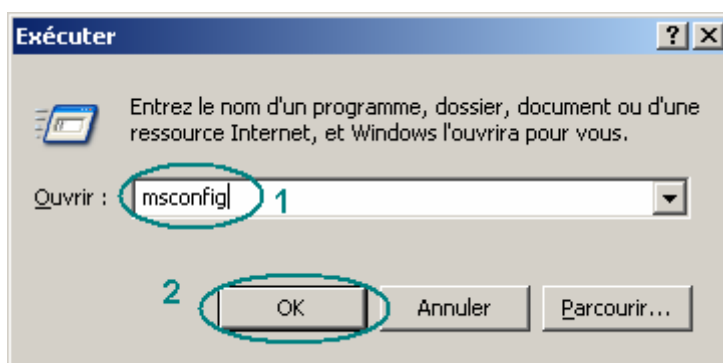 Exécuter
Entrez le nom d'un programme, dossier, document ou d'une
ressource Internet, et Windows l'ouvrira pour vous.
Ouvrir : msconfig 1
2 OK Annuler Parcourir...